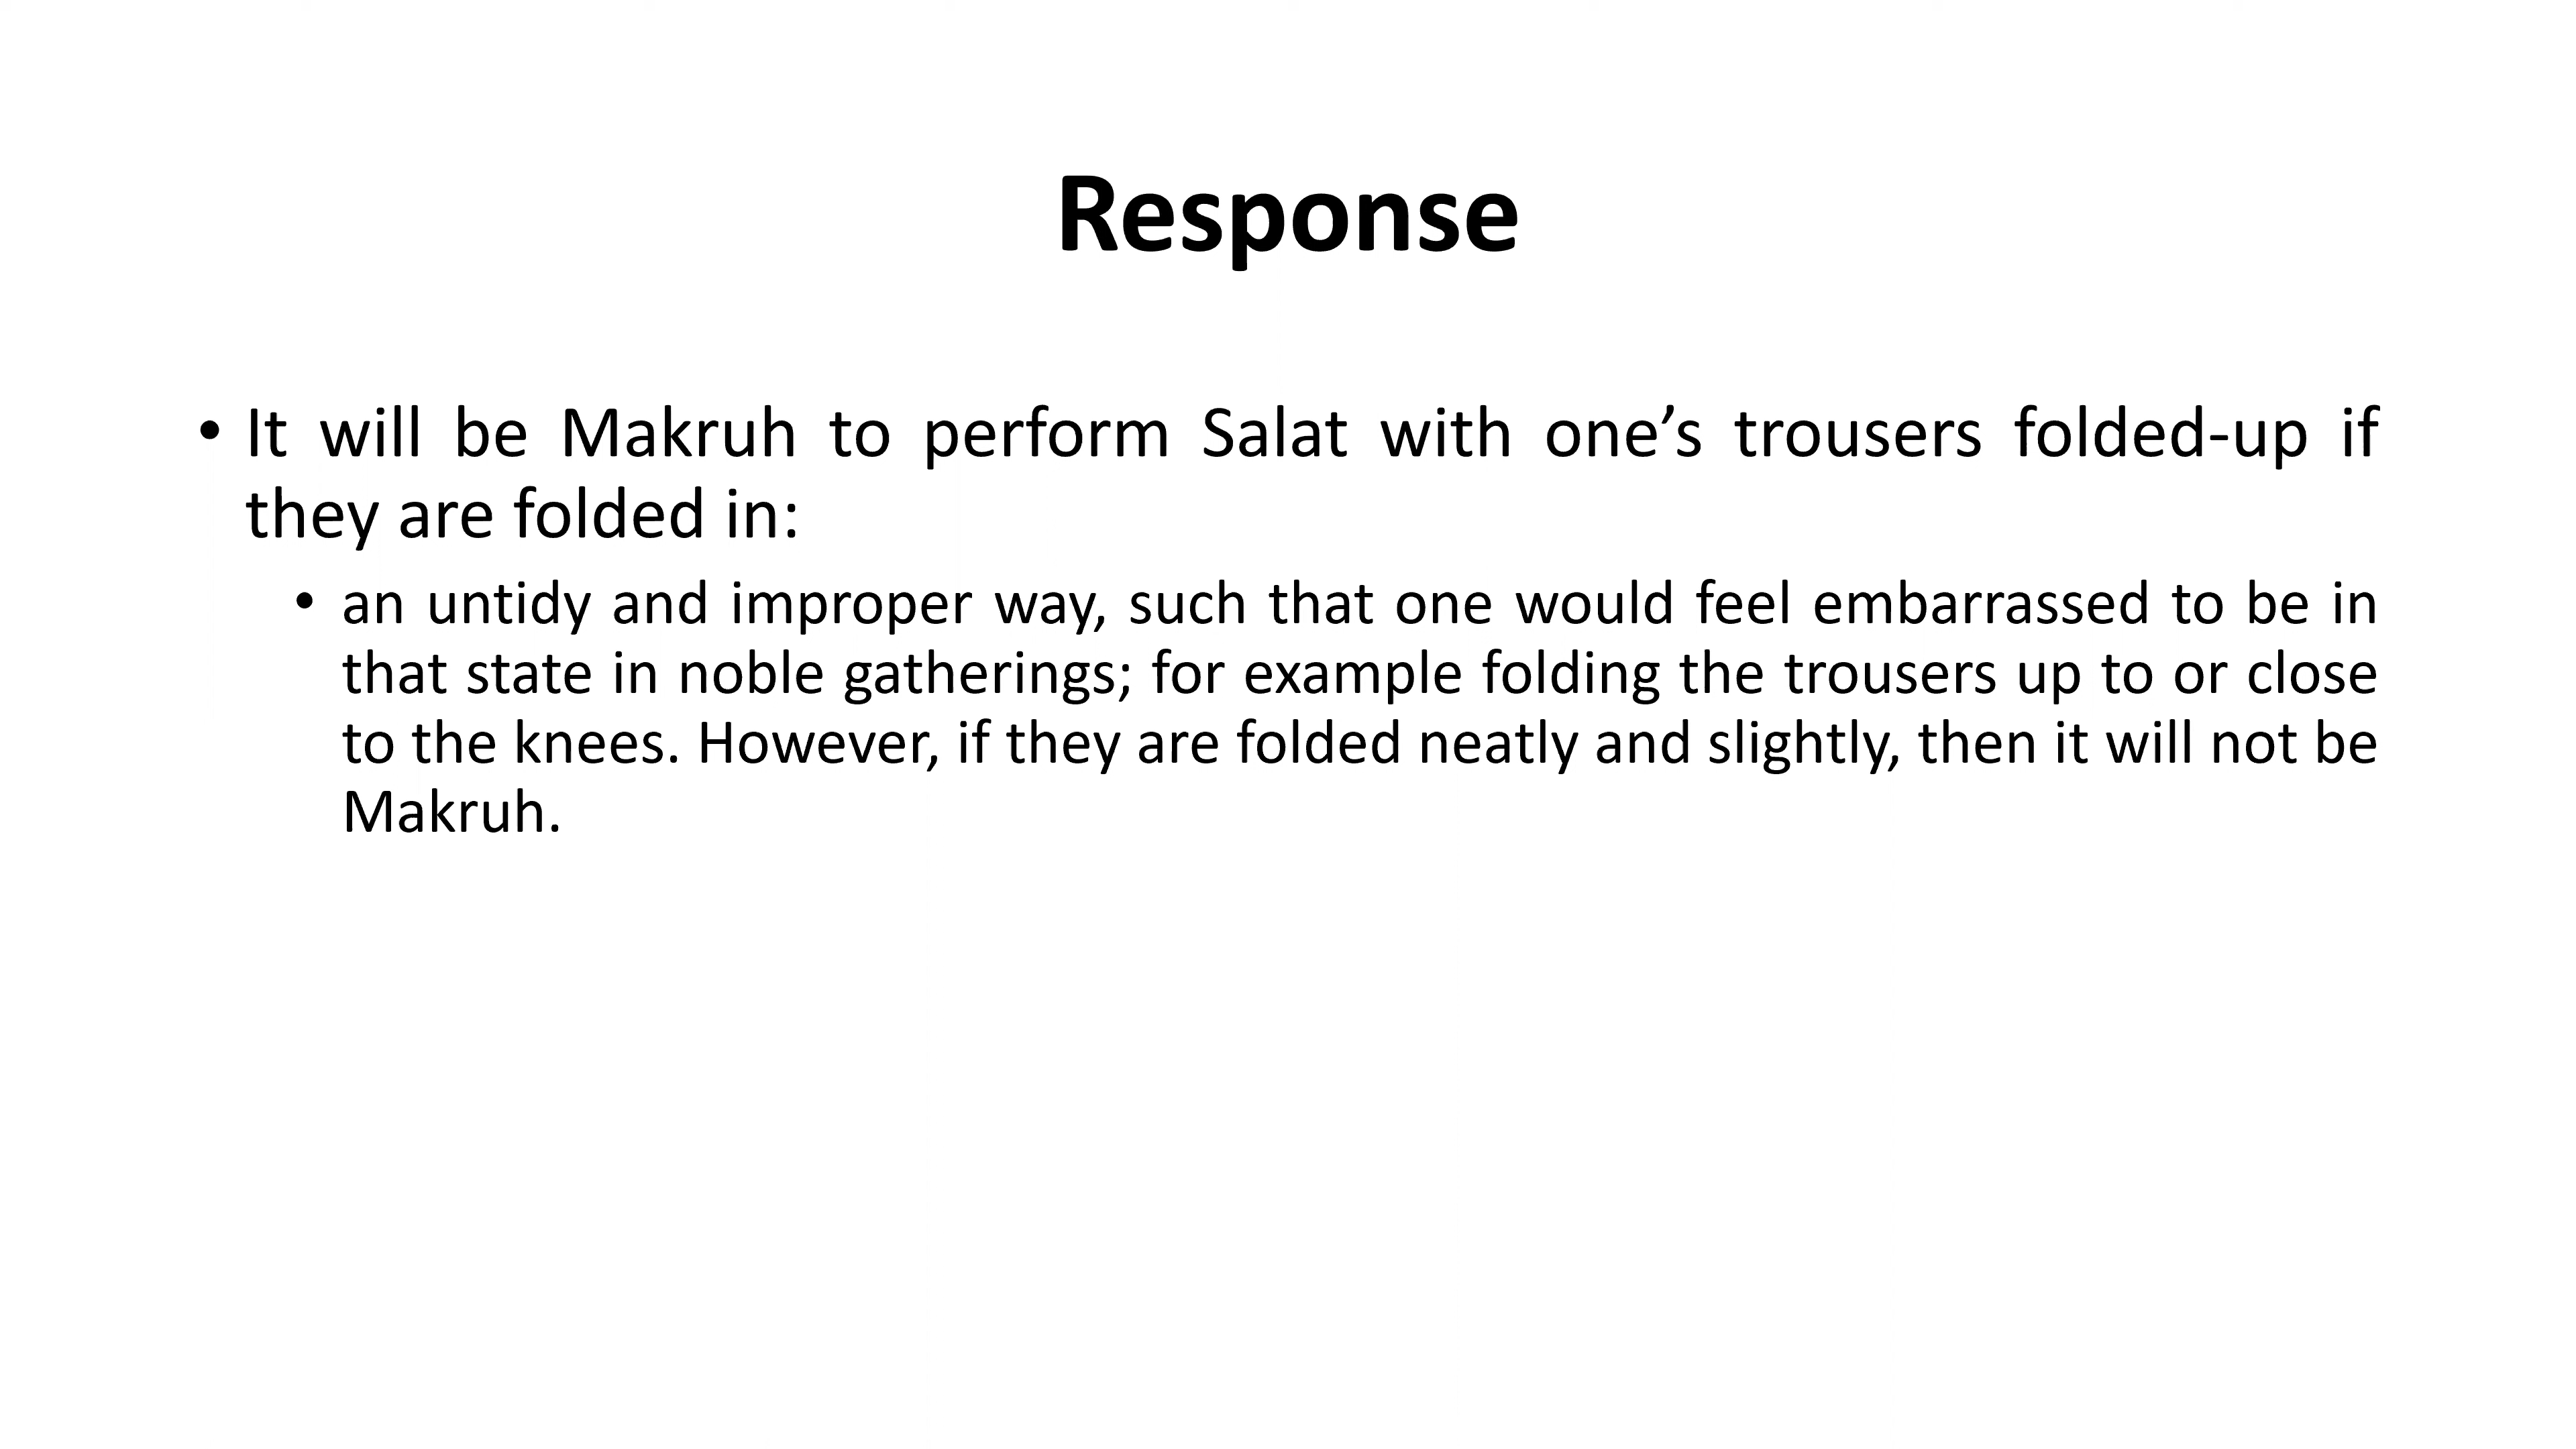 Response
• It will be Makruh to perform Salat with one’s trousers folded-up if
they are folded in:
• an untidy and improper way, such that one would feel embarrassed to be in
that state in noble gatherings; for example folding the trousers up to or close
to the knees. However, if they are folded neatly and slightly, then it will not be
Makruh.